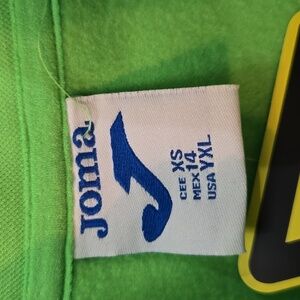 Joma
CEE XS
MEX 14
USA YXL